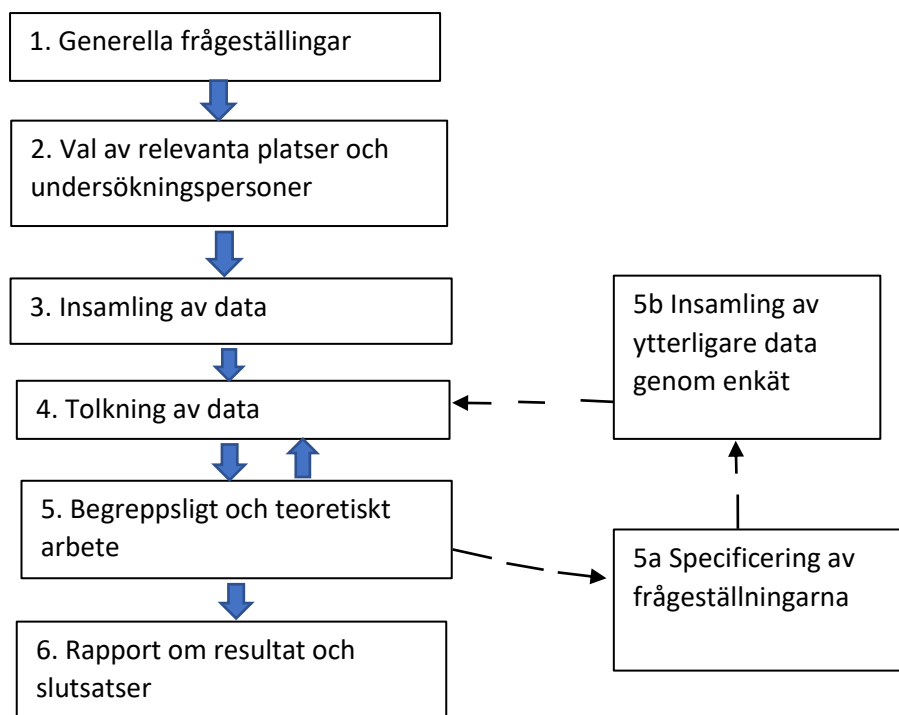 1. Generella frågeställingar
2. Val av relevanta platser och
undersökningspersoner
3. Insamling av data
4. Tolkning av data
5. Begreppsligt och teoretiskt
arbete
6. Rapport om resultat och
slutsatser
5b Insamling av
ytterligare data
genom enkät
5a Specificering av
frågeställningarna